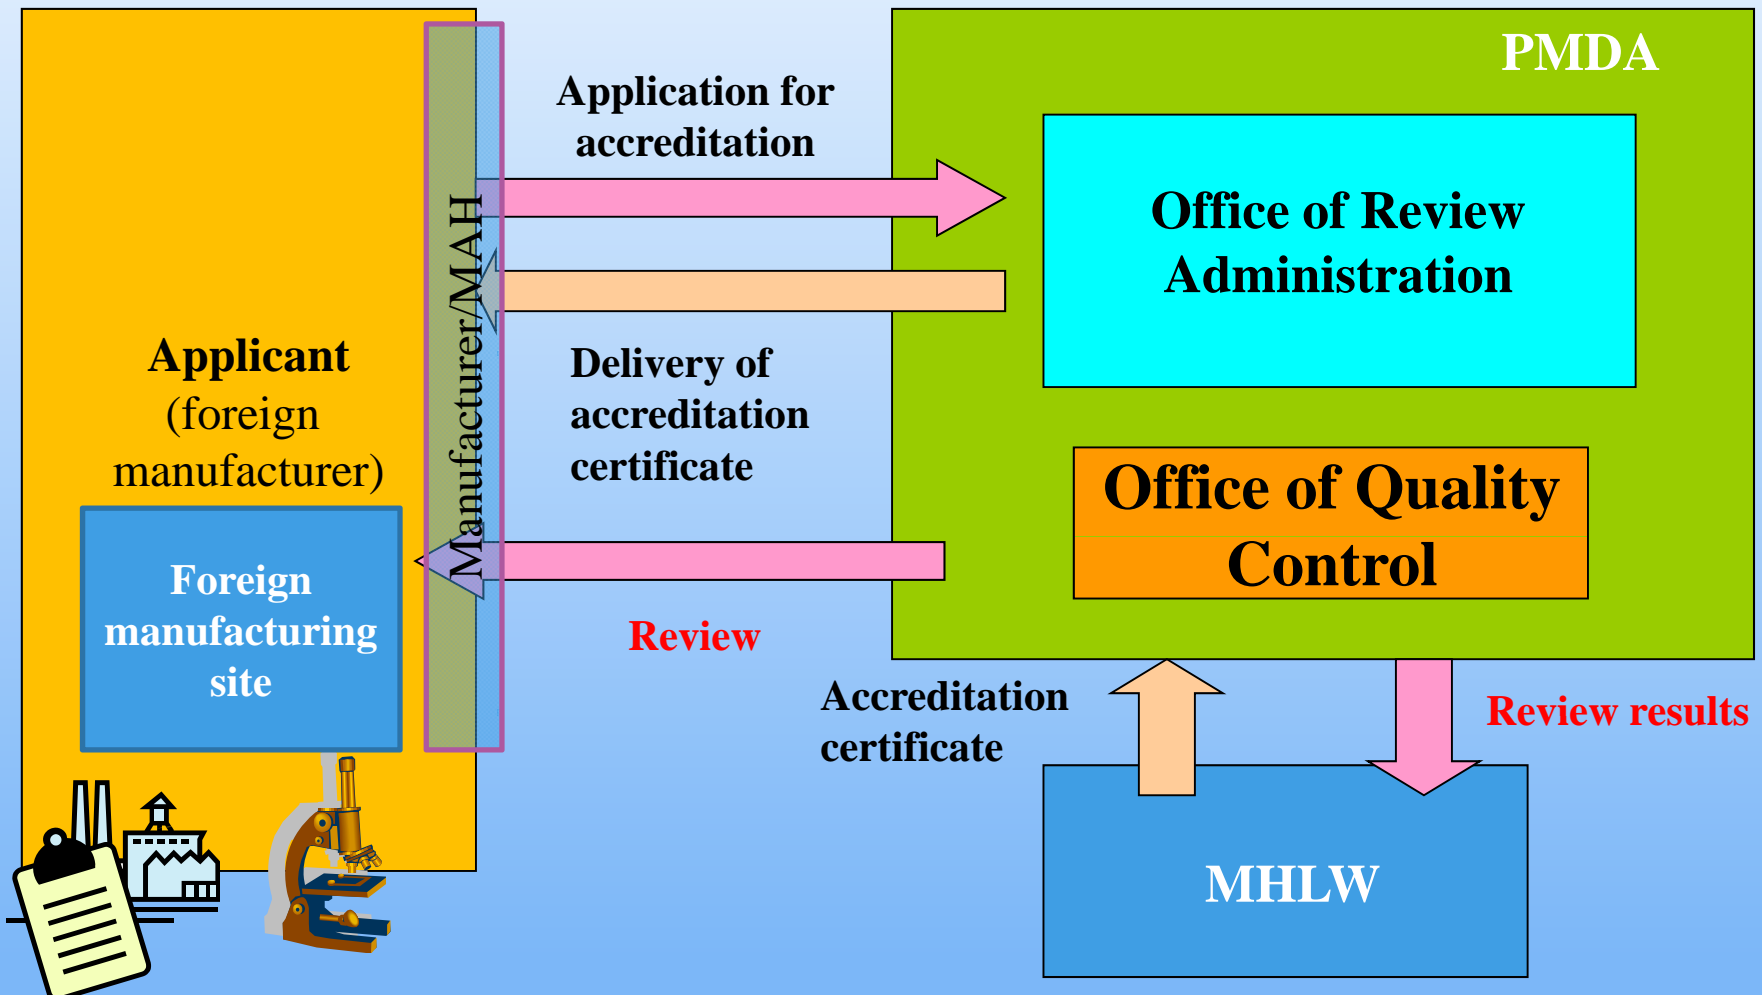 PMDA
Application for
accreditation
Office of Review
Administration
Manufacturer/MAH
Applicant
(foreign
manufacturer)
Delivery of
accreditation
certificate
Office of Quality
Control
Foreign
manufacturing
site
Review
Accreditation
certificate
Review results
MHLW